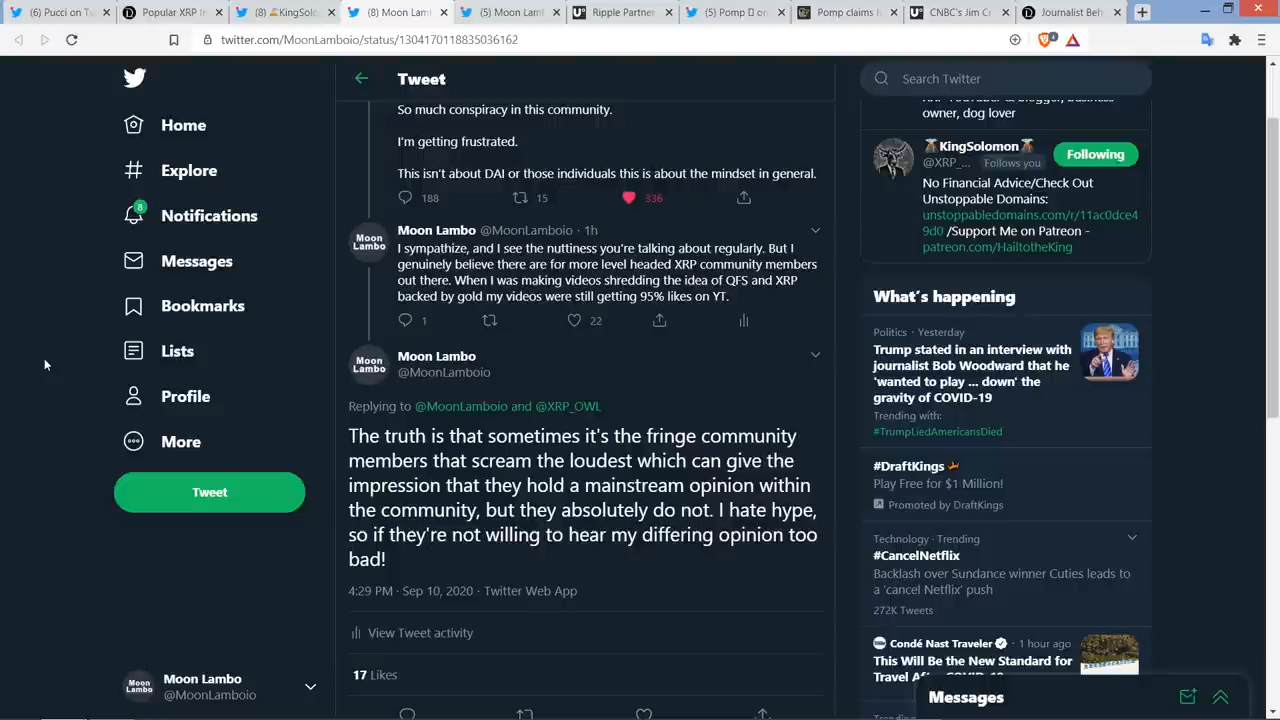 (6) Pucci on Tw
Popular XRP In
(8) KingSolo
(8) Moon Lam
(5) Moon Lam
Ripple Partner
(5) Pomp
Pomp claims
CNBC's Jim Cr
Journalist Beh
twitter.com/MoonLamboio/status/1304170118835036162
Home
Explore
8
Notifications
Messages
Bookmarks
Lists
Profile
More
Tweet
Moon Lambo
Moon Lambo
@MoonLamboio
Tweet
So much conspiracy in this community.
I'm getting frustrated.
This isn't about DAI or those individuals this is about the mindset in general.
188 15 336
Moon Lambo
Moon Lambo @MoonLamboio · 1h
I sympathize, and I see the nuttiness you're talking about regularly. But I
genuinely believe there are for more level headed XRP community members
out there. When I was making videos shredding the idea of QFS and XRP
backed by gold my videos were still getting 95% likes on YT.
1 22
Moon Lambo
Moon Lambo
@MoonLamboio
Replying to @MoonLamboio and @XRP_OWL
The truth is that sometimes it's the fringe community
members that scream the loudest which can give the
impression that they hold a mainstream opinion within
the community, but they absolutely do not. I hate hype,
so if they're not willing to hear my differing opinion too
bad!
4:29 PM · Sep 10, 2020 · Twitter Web App
View Tweet activity
17 Likes
Search Twitter
owner, dog lover
KingSolomon
@XRP_... Follows you
Following
No Financial Advice/Check Out
Unstoppable Domains:
unstoppabledomains.com/r/11ac0dce4
9d0 /Support Me on Patreon -
patreon.com/HailtotheKing
What's happening
Politics · Yesterday
Trump stated in an interview with
journalist Bob Woodward that he
'wanted to play ... down' the
gravity of COVID-19
Trending with:
#TrumpLiedAmericansDied
#DraftKings
Play Free for $1 Million!
Promoted by DraftKings
Technology · Trending
#CancelNetflix
Backlash over Sundance winner Cuties leads to
a 'cancel Netflix' push
272K Tweets
Condé Nast Traveler · 1 hour ago
This Will Be the New Standard for
Travel After COVID-19
Messages